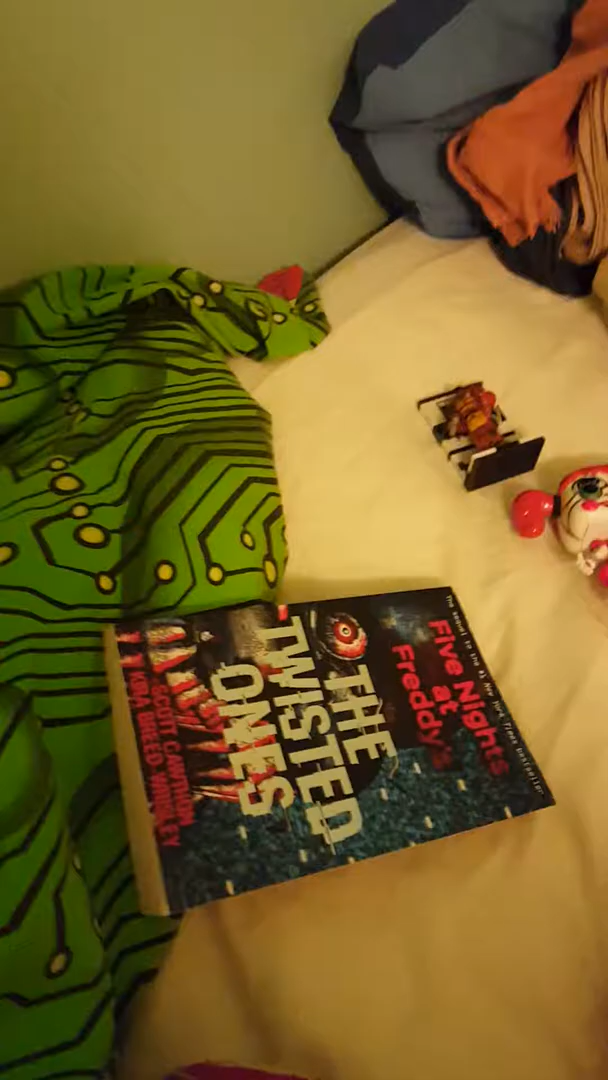 The sequel to the #1 New York Times bestseller
Five Nights
at
Freddy's
THE
TWISTED
ONES
SCOTT CAWTHON
KIRA BREED-WRISLEY